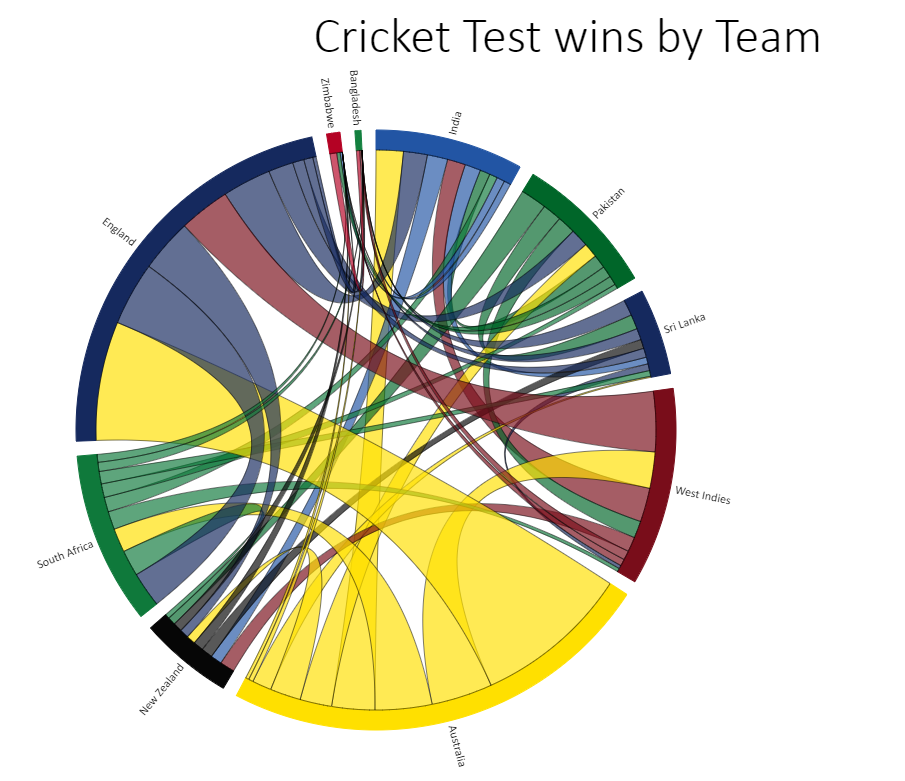 Cricket Test wins by Team
Zimbabwe
Bangladesh
India
Pakistan
Sri Lanka
West Indies
Australia
New Zealand
South Africa
England